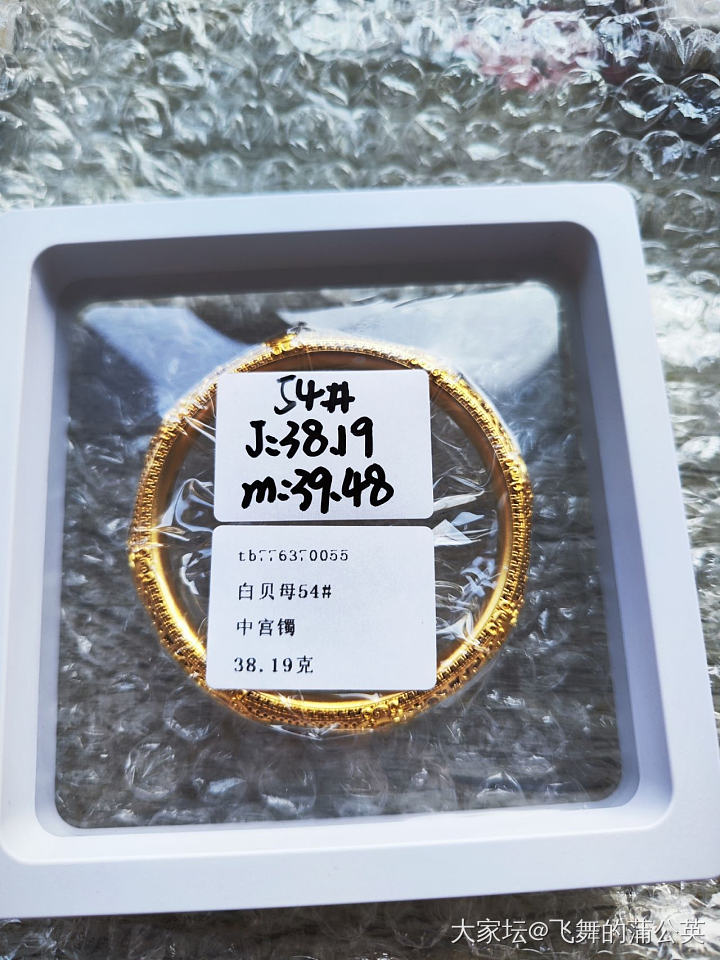 54#
J:38.19
m:39.48
tb776370055
白贝母54#
中宫镯
38.19克
大家坛@飞舞的蒲公英